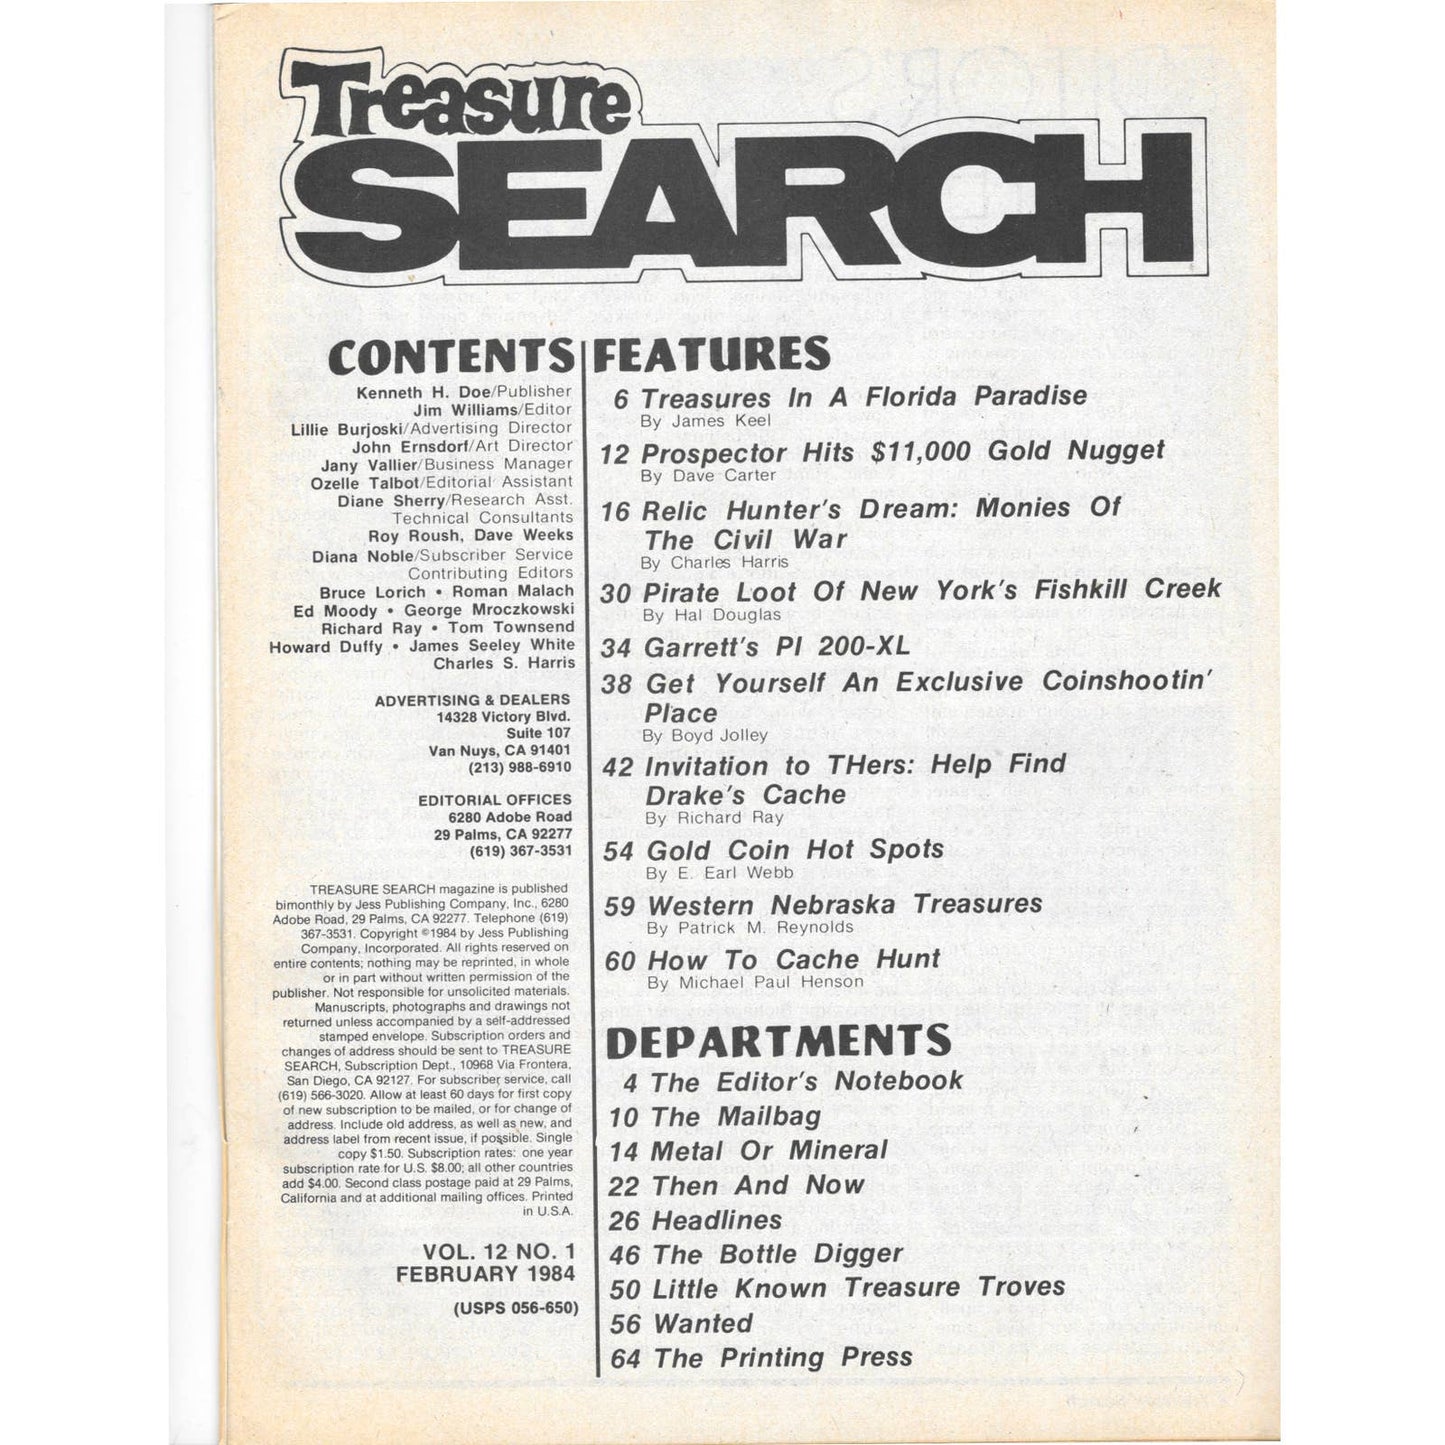 Treasure
SEARCH
CONTENTS
Kenneth H. Doe/Publisher
Jim Williams/Editor
Lillie Burjoski/Advertising Director
John Ernsdorf/Art Director
Jany Vallier/Business Manager
Ozelle Talbot/Editorial Assistant
Diane Sherry/Research Asst.
Technical Consultants
Roy Roush, Dave Weeks
Diana Noble/Subscriber Service
Contributing Editors
Bruce Lorich • Roman Malach
Ed Moody • George Mroczkowski
Richard Ray • Tom Townsend
Howard Duffy • James Seeley White
Charles S. Harris
ADVERTISING & DEALERS
14328 Victory Blvd.
Suite 107
Van Nuys, CA 91401
(213) 988-6910
EDITORIAL OFFICES
6280 Adobe Road
29 Palms, CA 92277
(619) 367-3531
TREASURE SEARCH magazine is published
bimonthly by Jess Publishing Company, Inc., 6280
Adobe Road, 29 Palms, CA 92277. Telephone (619)
367-3531. Copyright ©1984 by Jess Publishing
Company, Incorporated. All rights reserved on
entire contents; nothing may be reprinted, in whole
or in part without written permission of the
publisher. Not responsible for unsolicited materials.
Manuscripts, photographs and drawings not
returned unless accompanied by a self-addressed
stamped envelope. Subscription orders and
changes of address should be sent to TREASURE
SEARCH, Subscription Dept., 10968 Via Frontera,
San Diego, CA 92127. For subscriber service, call
(619) 566-3020. Allow at least 60 days for first copy
of new subscription to be mailed, or for change of
address. Include old address, as well as new, and
address label from recent issue, if possible. Single
copy $1.50. Subscription rates: one year
subscription rate for U.S. $8.00; all other countries
add $4.00. Second class postage paid at 29 Palms,
California and at additional mailing offices. Printed
in U.S.A.
VOL. 12 NO. 1
FEBRUARY 1984
(USPS 056-650)
FEATURES
6 Treasures In A Florida Paradise
By James Keel
12 Prospector Hits $11,000 Gold Nugget
By Dave Carter
16 Relic Hunter's Dream: Monies Of
The Civil War
By Charles Harris
30 Pirate Loot Of New York's Fishkill Creek
By Hal Douglas
34 Garrett's PI 200-XL
38 Get Yourself An Exclusive Coinshootin'
Place
By Boyd Jolley
42 Invitation to THers: Help Find
Drake's Cache
By Richard Ray
54 Gold Coin Hot Spots
By E. Earl Webb
59 Western Nebraska Treasures
By Patrick M. Reynolds
60 How To Cache Hunt
By Michael Paul Henson
DEPARTMENTS
4 The Editor's Notebook
10 The Mailbag
14 Metal Or Mineral
22 Then And Now
26 Headlines
46 The Bottle Digger
50 Little Known Treasure Troves
56 Wanted
64 The Printing Press